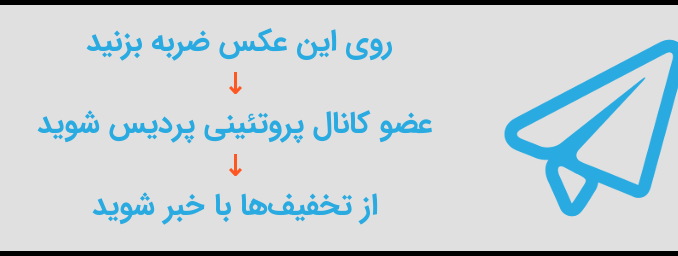 روی این عکس ضربه بزنید
↓
عضو کانال پروتئینی پردیس شوید
↓
از تخفیف‌ها با خبر شوید